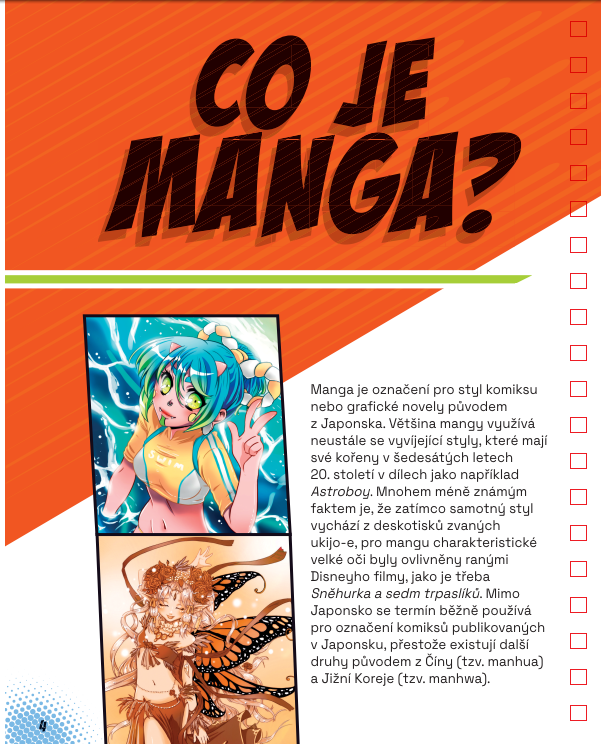 CO JE
MANGA?
Manga je označení pro styl komiksu
nebo grafické novely původem
z Japonska. Většina mangy využívá
neustále se vyvíjející styly, které mají
své kořeny v šedesátých letech
20. století v dílech jako například
Astroboy. Mnohem méně známým
faktem je, že zatímco samotný styl
vychází z deskotisků zvaných
ukijo-e, pro mangu charakteristické
velké oči byly ovlivněny ranými
Disneyho filmy, jako je třeba
Sněhurka a sedm trpaslíků. Mimo
Japonsko se termín běžně používá
pro označení komiksů publikovaných
v Japonsku, přestože existují další
druhy původem z Číny (tzv. manhua)
a Jižní Koreje (tzv. manhwa).
4